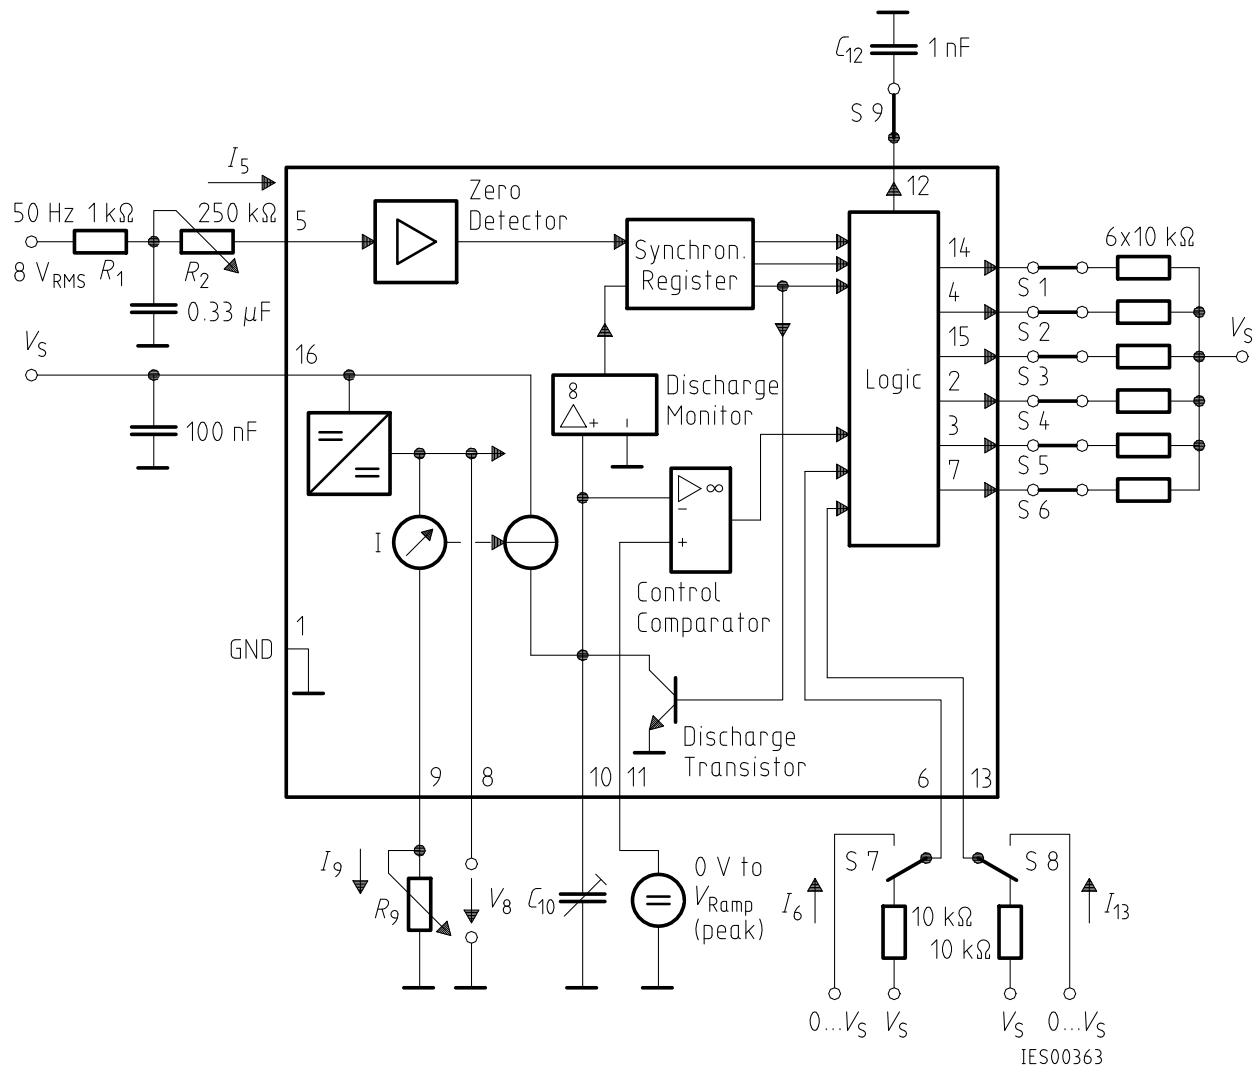 C12
1 nF
S 9
I5
12
50 Hz 1 kΩ
250 kΩ
5
Zero
Detector
8 VRMS
R1
R2
0.33 µF
Synchron.
Register
14
6x10 kΩ
S 1
4
S 2
15
S 3
2
S 4
3
S 5
7
S 6
VS
VS
16
100 nF
=
=
8
+
−
Discharge
Monitor
Logic
▷ ∞
−
+
Control
Comparator
I
1
GND
Discharge
Transistor
9
8
10
11
6
13
I9
R9
V8
C10
=
0 V to
VRamp
(peak)
S 7
S 8
I6
I13
10 kΩ
10 kΩ
0...VS
VS
VS
0...VS
IES00363